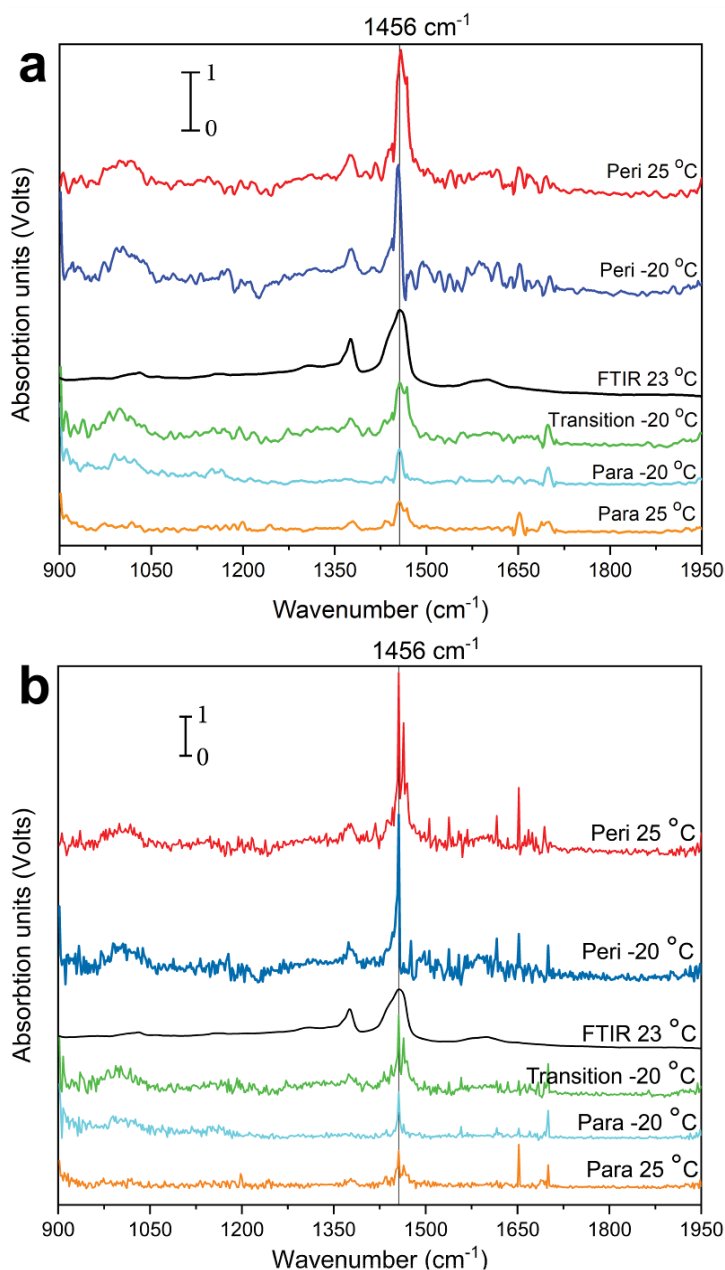 1456 cm⁻¹
a
1
0
Peri 25 °C
Peri -20 °C
FTIR 23 °C
Transition -20 °C
Para -20 °C
Para 25 °C
Absorbtion units (Volts)
900 1050 1200 1350 1500 1650 1800 1950
Wavenumber (cm⁻¹)
1456 cm⁻¹
b
1
0
Peri 25 °C
Peri -20 °C
FTIR 23 °C
Transition -20 °C
Para -20 °C
Para 25 °C
Absorbtion units (Volts)
900 1050 1200 1350 1500 1650 1800 1950
Wavenumber (cm⁻¹)